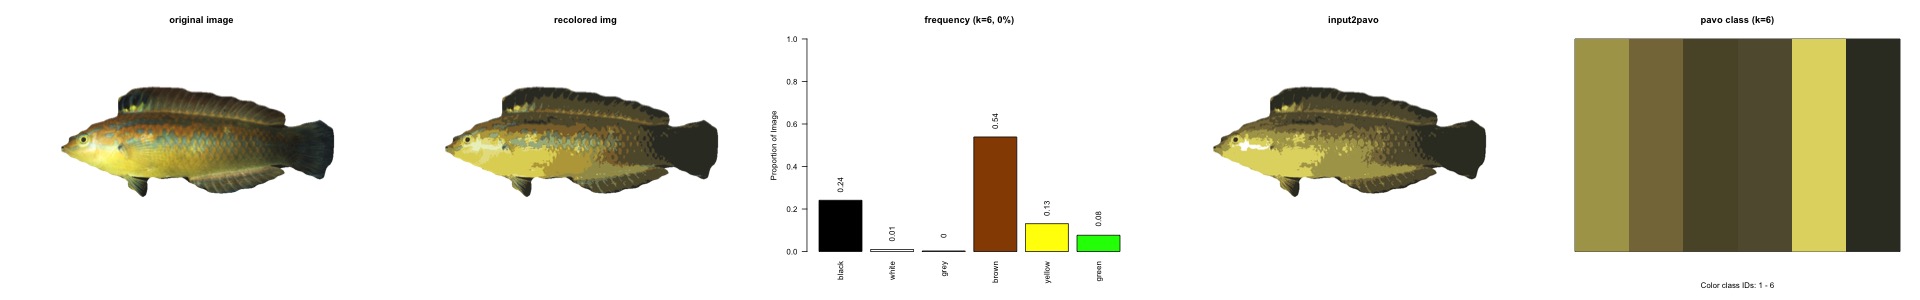 original image
recolored img
frequency (k=6, 0%)
input2pavo
pavo class (k=6)
Proportion of Image
1.0
0.8
0.6
0.4
0.2
0.0
0.24
0.01
0
0.54
0.13
0.08
black
white
grey
brown
yellow
green
Color class IDs: 1 - 6